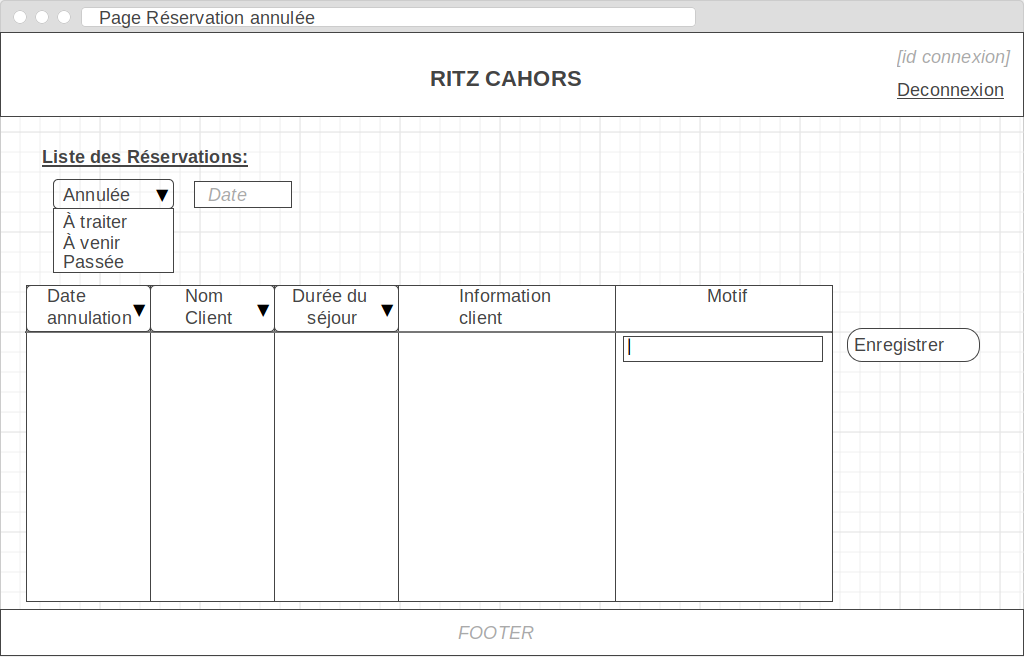 Page Réservation annulée
[id connexion]
RITZ CAHORS
Deconnexion
Liste des Réservations:
Annulée ▼
Date
À traiter
À venir
Passée
Date
annulation ▼
Nom
Client ▼
Durée du
séjour ▼
Information
client
Motif
Enregistrer
FOOTER